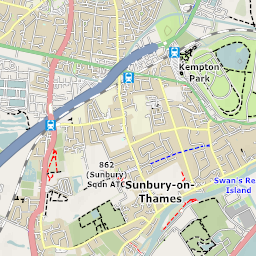 Kempton
Park
862
(Sunbury)
Sqdn ATC
Sunbury-on-
Thames
Swan's Re
Island